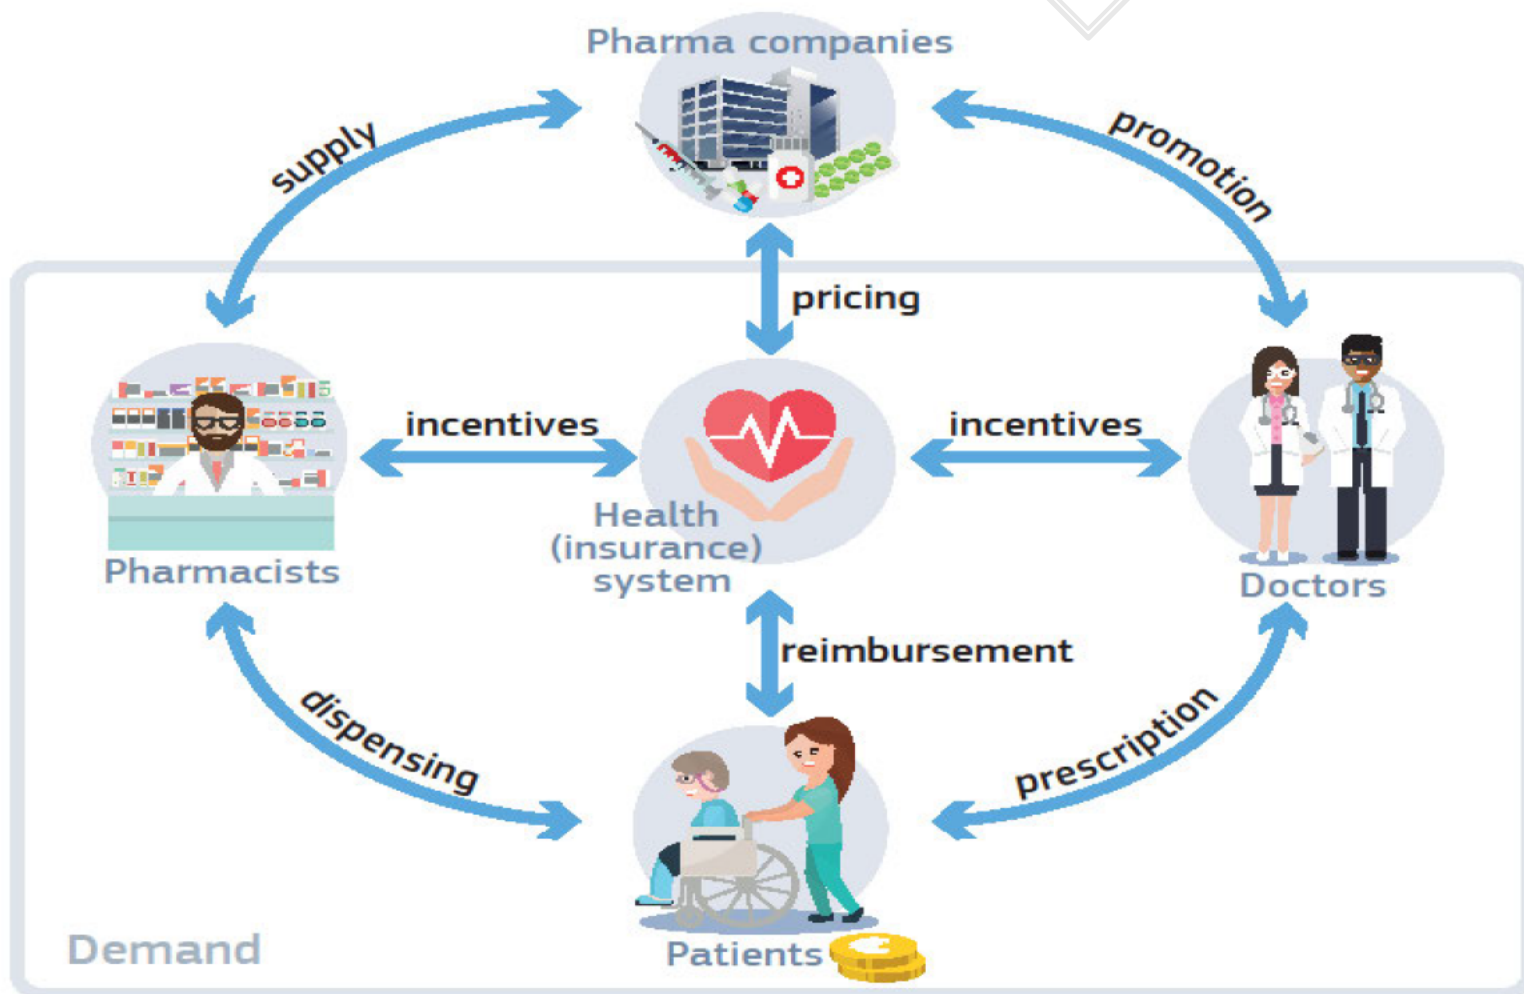 Pharma companies
supply
promotion
pricing
incentives
incentives
Health
(insurance)
system
Pharmacists
Doctors
reimbursement
dispensing
prescription
Patients
Demand